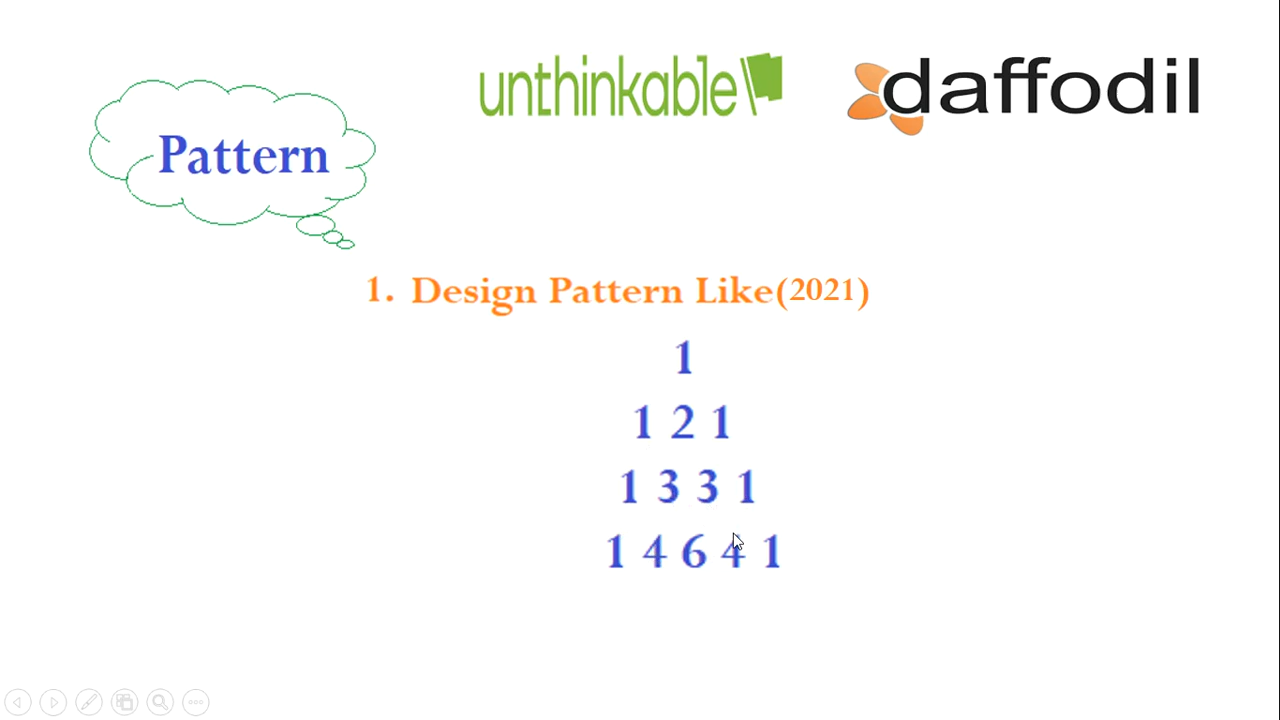 unthinkable
daffodil
Pattern
1. Design Pattern Like(2021)
1
1 2 1
1 3 3 1
1 4 6 4 1